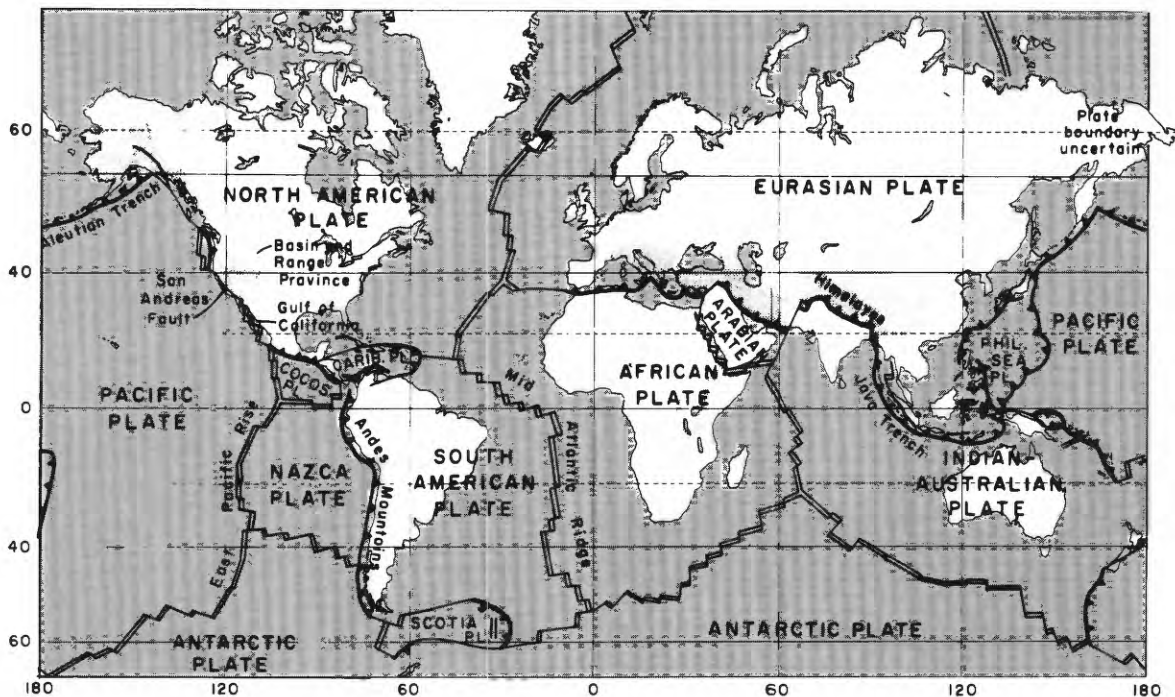 60
40
20
0
20
40
60
180
120
60
0
60
120
180
Aleutian Trench
NORTH AMERICAN
PLATE
Basin and
Range
Province
San
Andreas
Fault
Gulf of
California
CARIB. PL.
COCOS
PL.
PACIFIC
PLATE
East Pacific Rise
NAZCA
PLATE
Andes Mountains
SOUTH
AMERICAN
PLATE
Mid Atlantic Ridge
SCOTIA
PL.
ANTARCTIC
PLATE
EURASIAN PLATE
Plate
boundary
uncertain
Himalayas
ARABIAN
PLATE
AFRICAN
PLATE
PHIL.
SEA
PL.
PACIFIC
PLATE
Java
Trench
INDIAN-
AUSTRALIAN
PLATE
ANTARCTIC PLATE